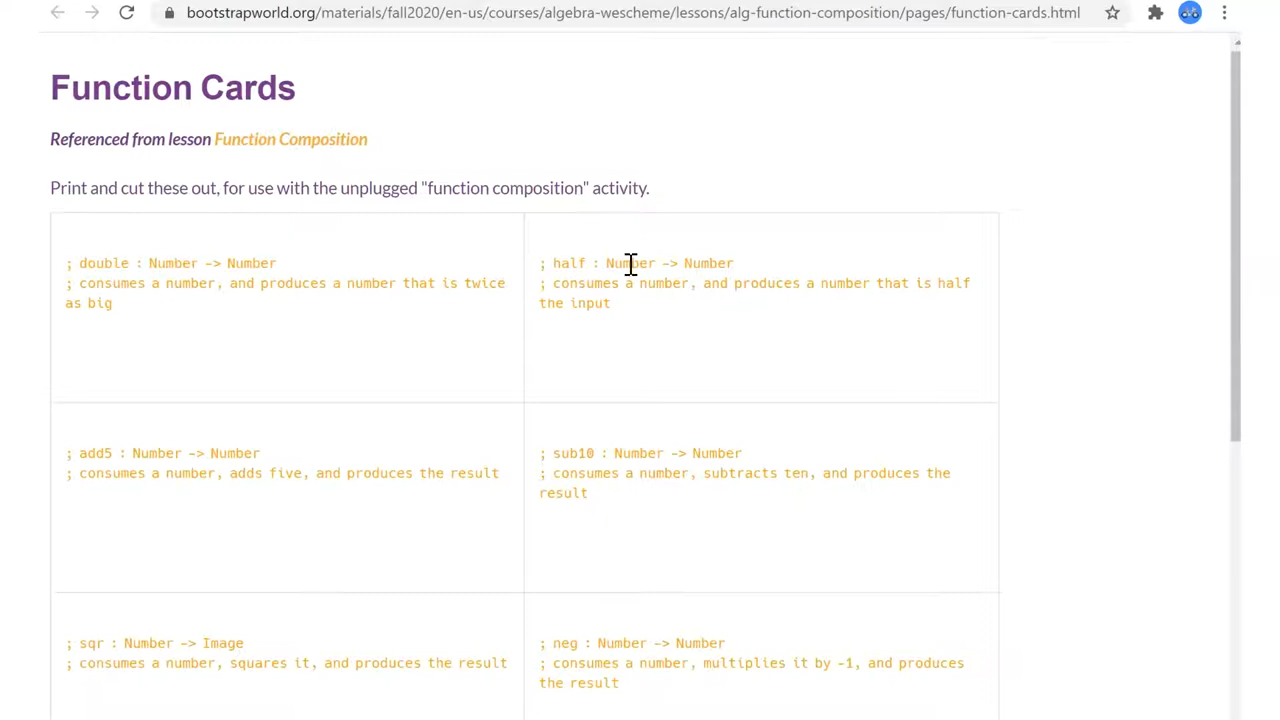 bootstrapworld.org/materials/fall2020/en-us/courses/algebra-wescheme/lessons/alg-function-composition/pages/function-cards.html
Function Cards
Referenced from lesson Function Composition
Print and cut these out, for use with the unplugged "function composition" activity.
; double : Number -> Number
; consumes a number, and produces a number that is twice
as big
; half : Number -> Number
; consumes a number, and produces a number that is half
the input
; add5 : Number -> Number
; consumes a number, adds five, and produces the result
; sub10 : Number -> Number
; consumes a number, subtracts ten, and produces the
result
; sqr : Number -> Image
; consumes a number, squares it, and produces the result
; neg : Number -> Number
; consumes a number, multiplies it by -1, and produces
the result